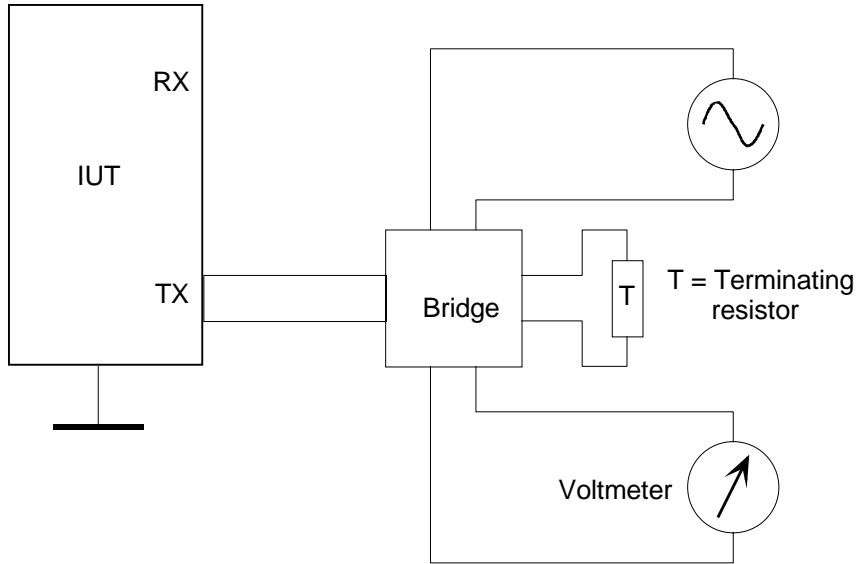 RX
IUT
TX
Bridge
T
T = Terminating
resistor
Voltmeter